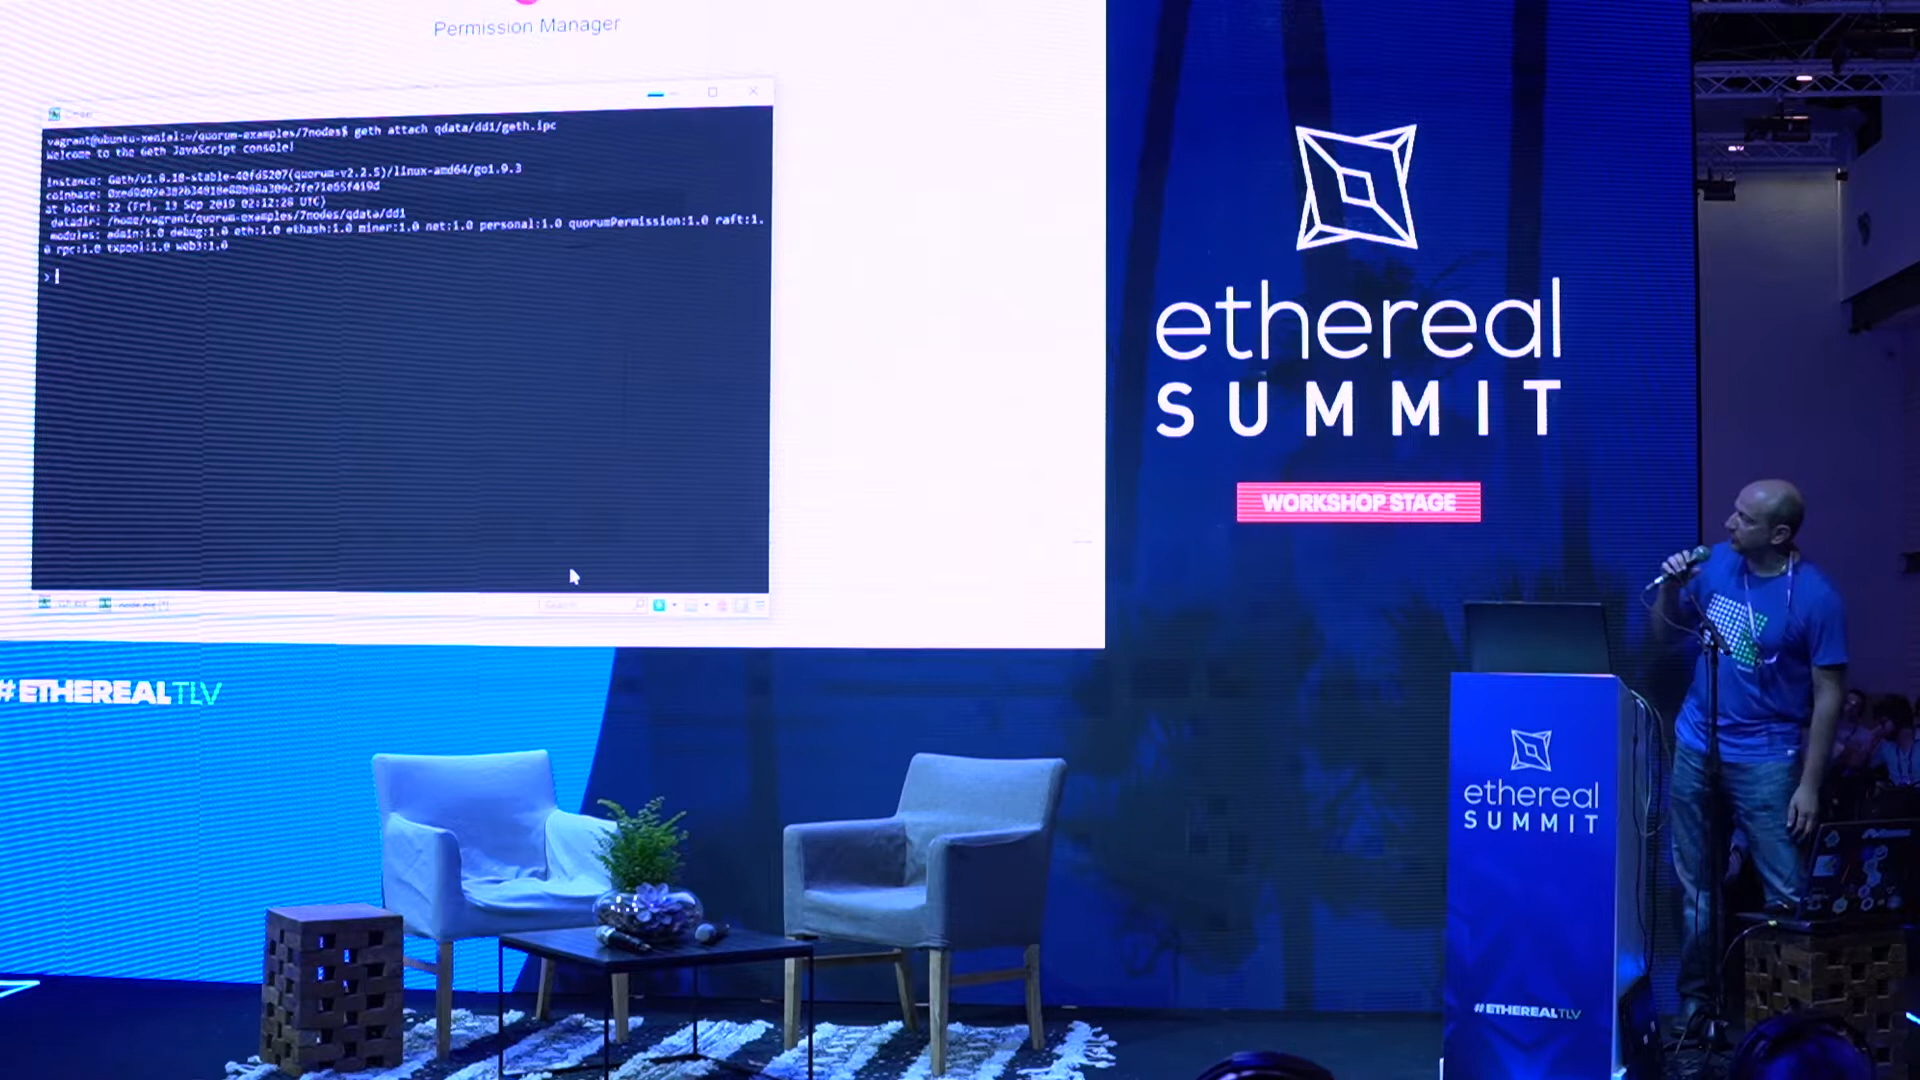 Permission Manager
vagrant@ubuntu-xenial:~/quorum-examples/7nodes$ geth attach qdata/dd1/geth.ipc
Welcome to the Geth JavaScript console!
instance: Geth/v1.8.18-stable-40fd5207(quorum-v2.2.5)/linux-amd64/go1.9.3
coinbase:
at block: 22 (Fri, 13 Sep 2019 02:12:28 UTC)
datadir: /home/vagrant/quorum-examples/7nodes/qdata/dd1
modules: admin:1.0 debug:1.0 eth:1.0 ethash:1.0 miner:1.0 net:1.0 personal:1.0 quorumPermission:1.0 raft:1.
0 rpc:1.0 txpool:1.0 web3:1.0
>
Search
#ETHEREALTLV
ethereal
SUMMIT
WORKSHOP STAGE
ethereal
SUMMIT
#ETHEREALTLV